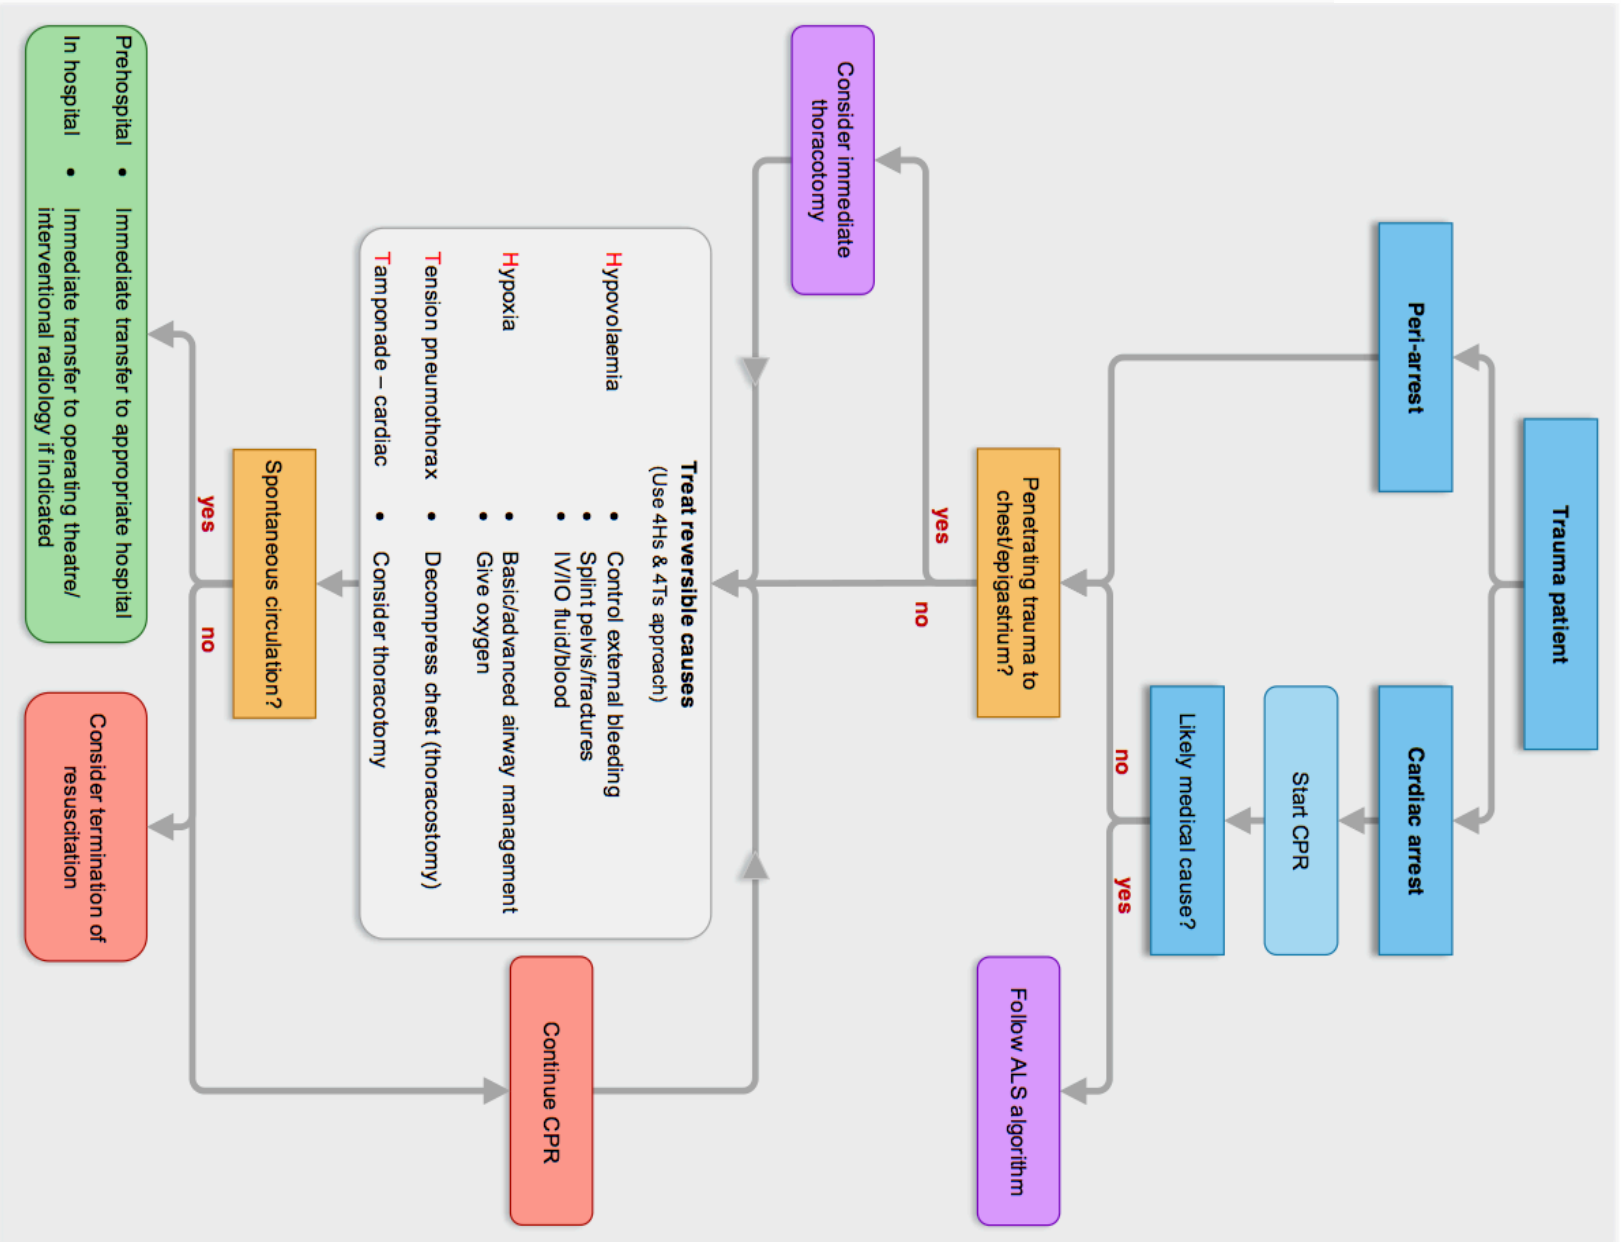 Trauma patient
Peri-arrest
Cardiac arrest
Start CPR
Likely medical cause?
no
yes
Penetrating trauma to
chest/epigastrium?
Follow ALS algorithm
yes
no
Consider immediate
thoracotomy
Treat reversible causes
(Use 4Hs & 4Ts approach)
Hypovolaemia • Control external bleeding
• Splint pelvis/fractures
• IV/IO fluid/blood
Hypoxia • Basic/advanced airway management
• Give oxygen
Tension pneumothorax • Decompress chest (thoracostomy)
Tamponade – cardiac • Consider thoracotomy
Continue CPR
Spontaneous circulation?
yes
no
Prehospital • Immediate transfer to appropriate hospital
In hospital • Immediate transfer to operating theatre/
interventional radiology if indicated
Consider termination of
resuscitation